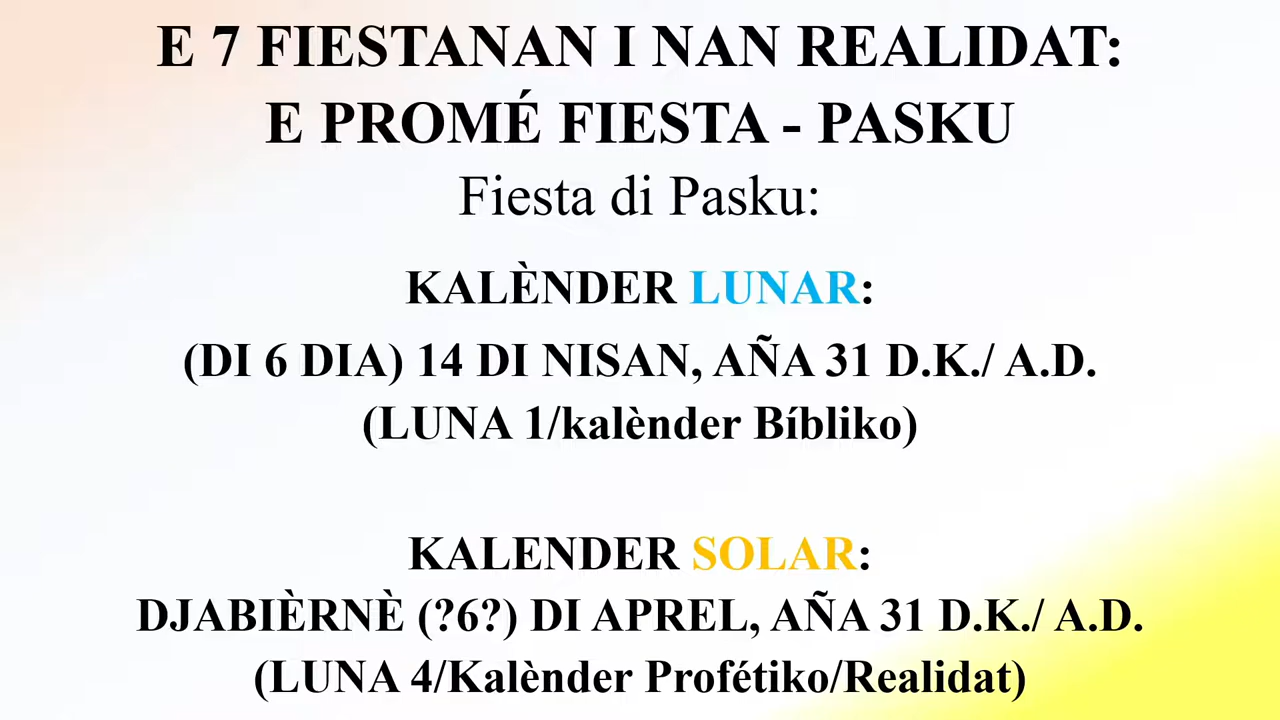 E 7 FIESTANAN I NAN REALIDAT:
E PROMÉ FIESTA - PASKU
Fiesta di Pasku:
KALÈNDER LUNAR:
(DI 6 DIA) 14 DI NISAN, AÑA 31 D.K./ A.D.
(LUNA 1/kalènder Bíbliko)
KALENDER SOLAR:
DJABIÈRNÈ (?6?) DI APREL, AÑA 31 D.K./ A.D.
(LUNA 4/Kalènder Profétiko/Realidat)